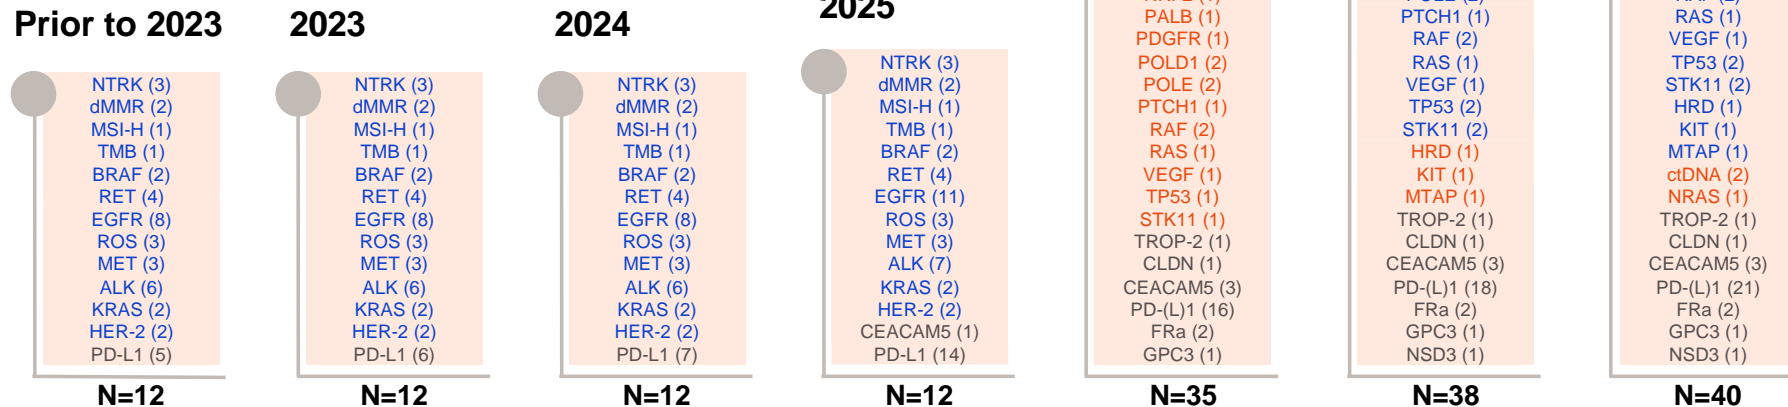 Prior to 2023
NTRK (3)
dMMR (2)
MSI-H (1)
TMB (1)
BRAF (2)
RET (4)
EGFR (8)
ROS (3)
MET (3)
ALK (6)
KRAS (2)
HER-2 (2)
PD-L1 (5)
N=12
2023
NTRK (3)
dMMR (2)
MSI-H (1)
TMB (1)
BRAF (2)
RET (4)
EGFR (8)
ROS (3)
MET (3)
ALK (6)
KRAS (2)
HER-2 (2)
PD-L1 (6)
N=12
2024
NTRK (3)
dMMR (2)
MSI-H (1)
TMB (1)
BRAF (2)
RET (4)
EGFR (8)
ROS (3)
MET (3)
ALK (6)
KRAS (2)
HER-2 (2)
PD-L1 (7)
N=12
2025
NTRK (3)
dMMR (2)
MSI-H (1)
TMB (1)
BRAF (2)
RET (4)
EGFR (11)
ROS (3)
MET (3)
ALK (7)
KRAS (2)
HER-2 (2)
CEACAM5 (1)
PD-L1 (14)
N=12
PALB (1)
PDGFR (1)
POLD1 (2)
POLE (2)
PTCH1 (1)
RAF (2)
RAS (1)
VEGF (1)
TP53 (1)
STK11 (1)
TROP-2 (1)
CLDN (1)
CEACAM5 (3)
PD-(L)1 (16)
FRa (2)
GPC3 (1)
N=35
PTCH1 (1)
RAF (2)
RAS (1)
VEGF (1)
TP53 (2)
STK11 (2)
HRD (1)
KIT (1)
MTAP (1)
TROP-2 (1)
CLDN (1)
CEACAM5 (3)
PD-(L)1 (18)
FRa (2)
GPC3 (1)
NSD3 (1)
N=38
RAS (1)
VEGF (1)
TP53 (2)
STK11 (2)
HRD (1)
KIT (1)
MTAP (1)
ctDNA (2)
NRAS (1)
TROP-2 (1)
CLDN (1)
CEACAM5 (3)
PD-(L)1 (21)
FRa (2)
GPC3 (1)
NSD3 (1)
N=40